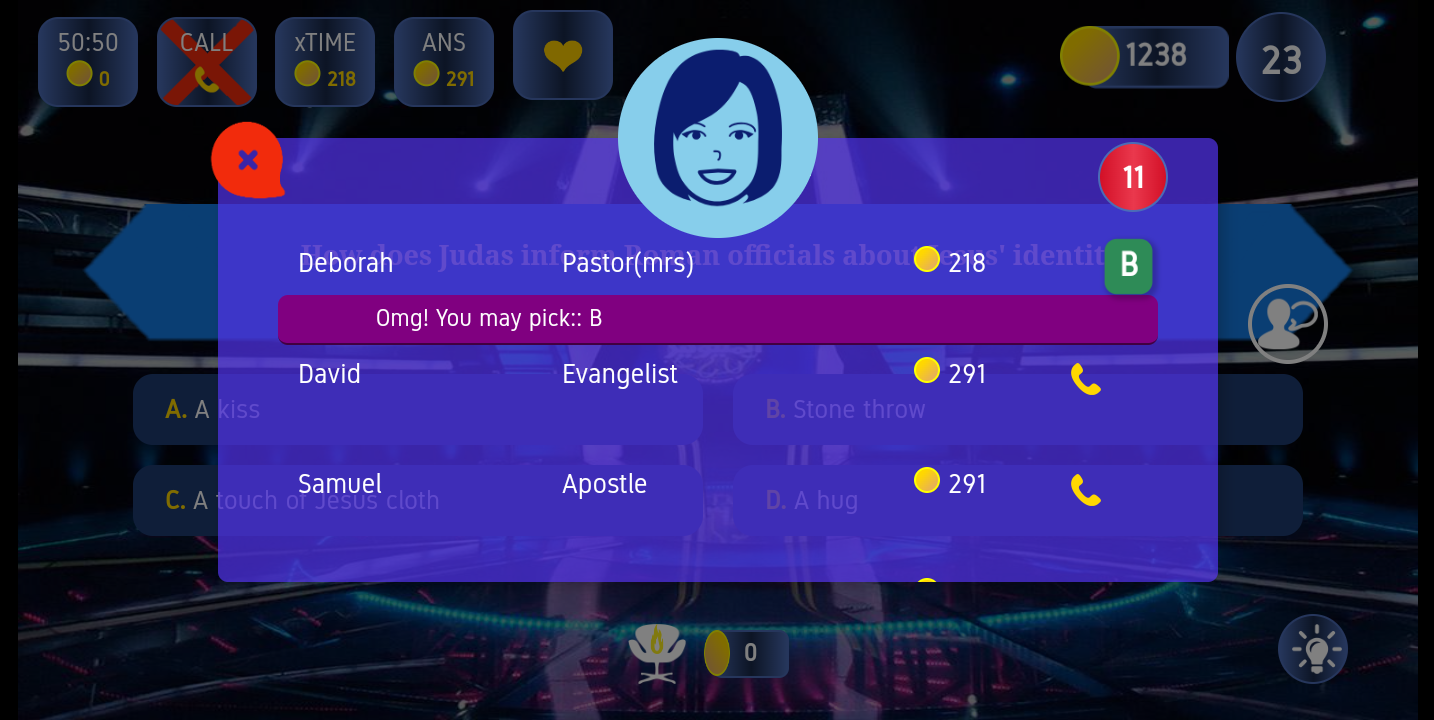 50:50 CALL xTIME ANS
0 218 291 1238 23
11
How does Judas inform Roman officials about Jesus' identit
Deborah Pastor(mrs) 218 B
Omg! You may pick:: B
David Evangelist 291
A. A kiss B. Stone throw
Samuel Apostle 291
C. A touch of Jesus cloth D. A hug
0